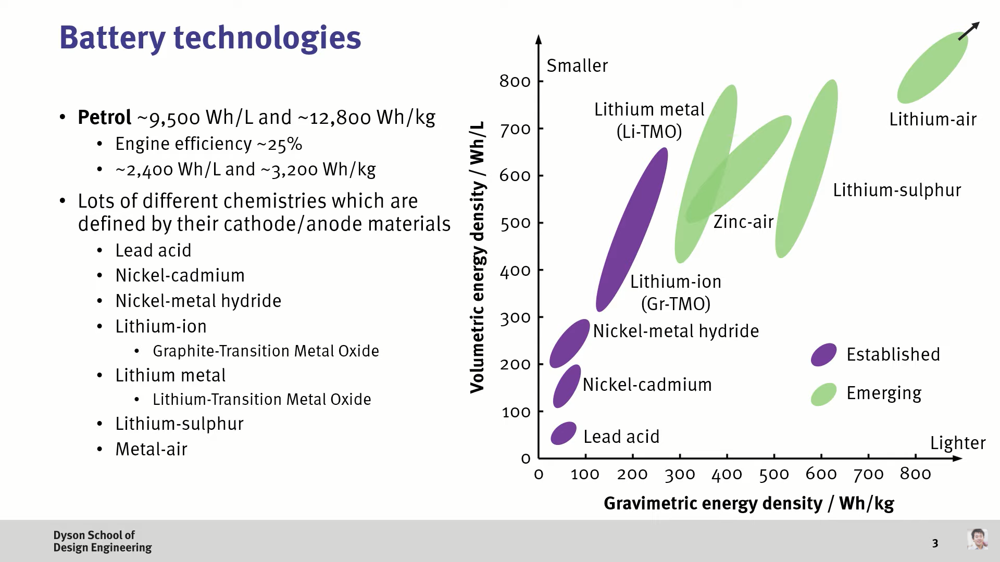 Battery technologies
• Petrol ~9,500 Wh/L and ~12,800 Wh/kg
• Engine efficiency ~25%
• ~2,400 Wh/L and ~3,200 Wh/kg
• Lots of different chemistries which are
defined by their cathode/anode materials
• Lead acid
• Nickel-cadmium
• Nickel-metal hydride
• Lithium-ion
• Graphite-Transition Metal Oxide
• Lithium metal
• Lithium-Transition Metal Oxide
• Lithium-sulphur
• Metal-air
Volumetric energy density / Wh/L
800
700
600
500
400
300
200
100
0
Smaller
Lithium metal
(Li-TMO)
Lithium-air
Lithium-sulphur
Zinc-air
Lithium-ion
(Gr-TMO)
Nickel-metal hydride
Nickel-cadmium
Lead acid
Established
Emerging
Lighter
0 100 200 300 400 500 600 700 800
Gravimetric energy density / Wh/kg
Dyson School of
Design Engineering
3